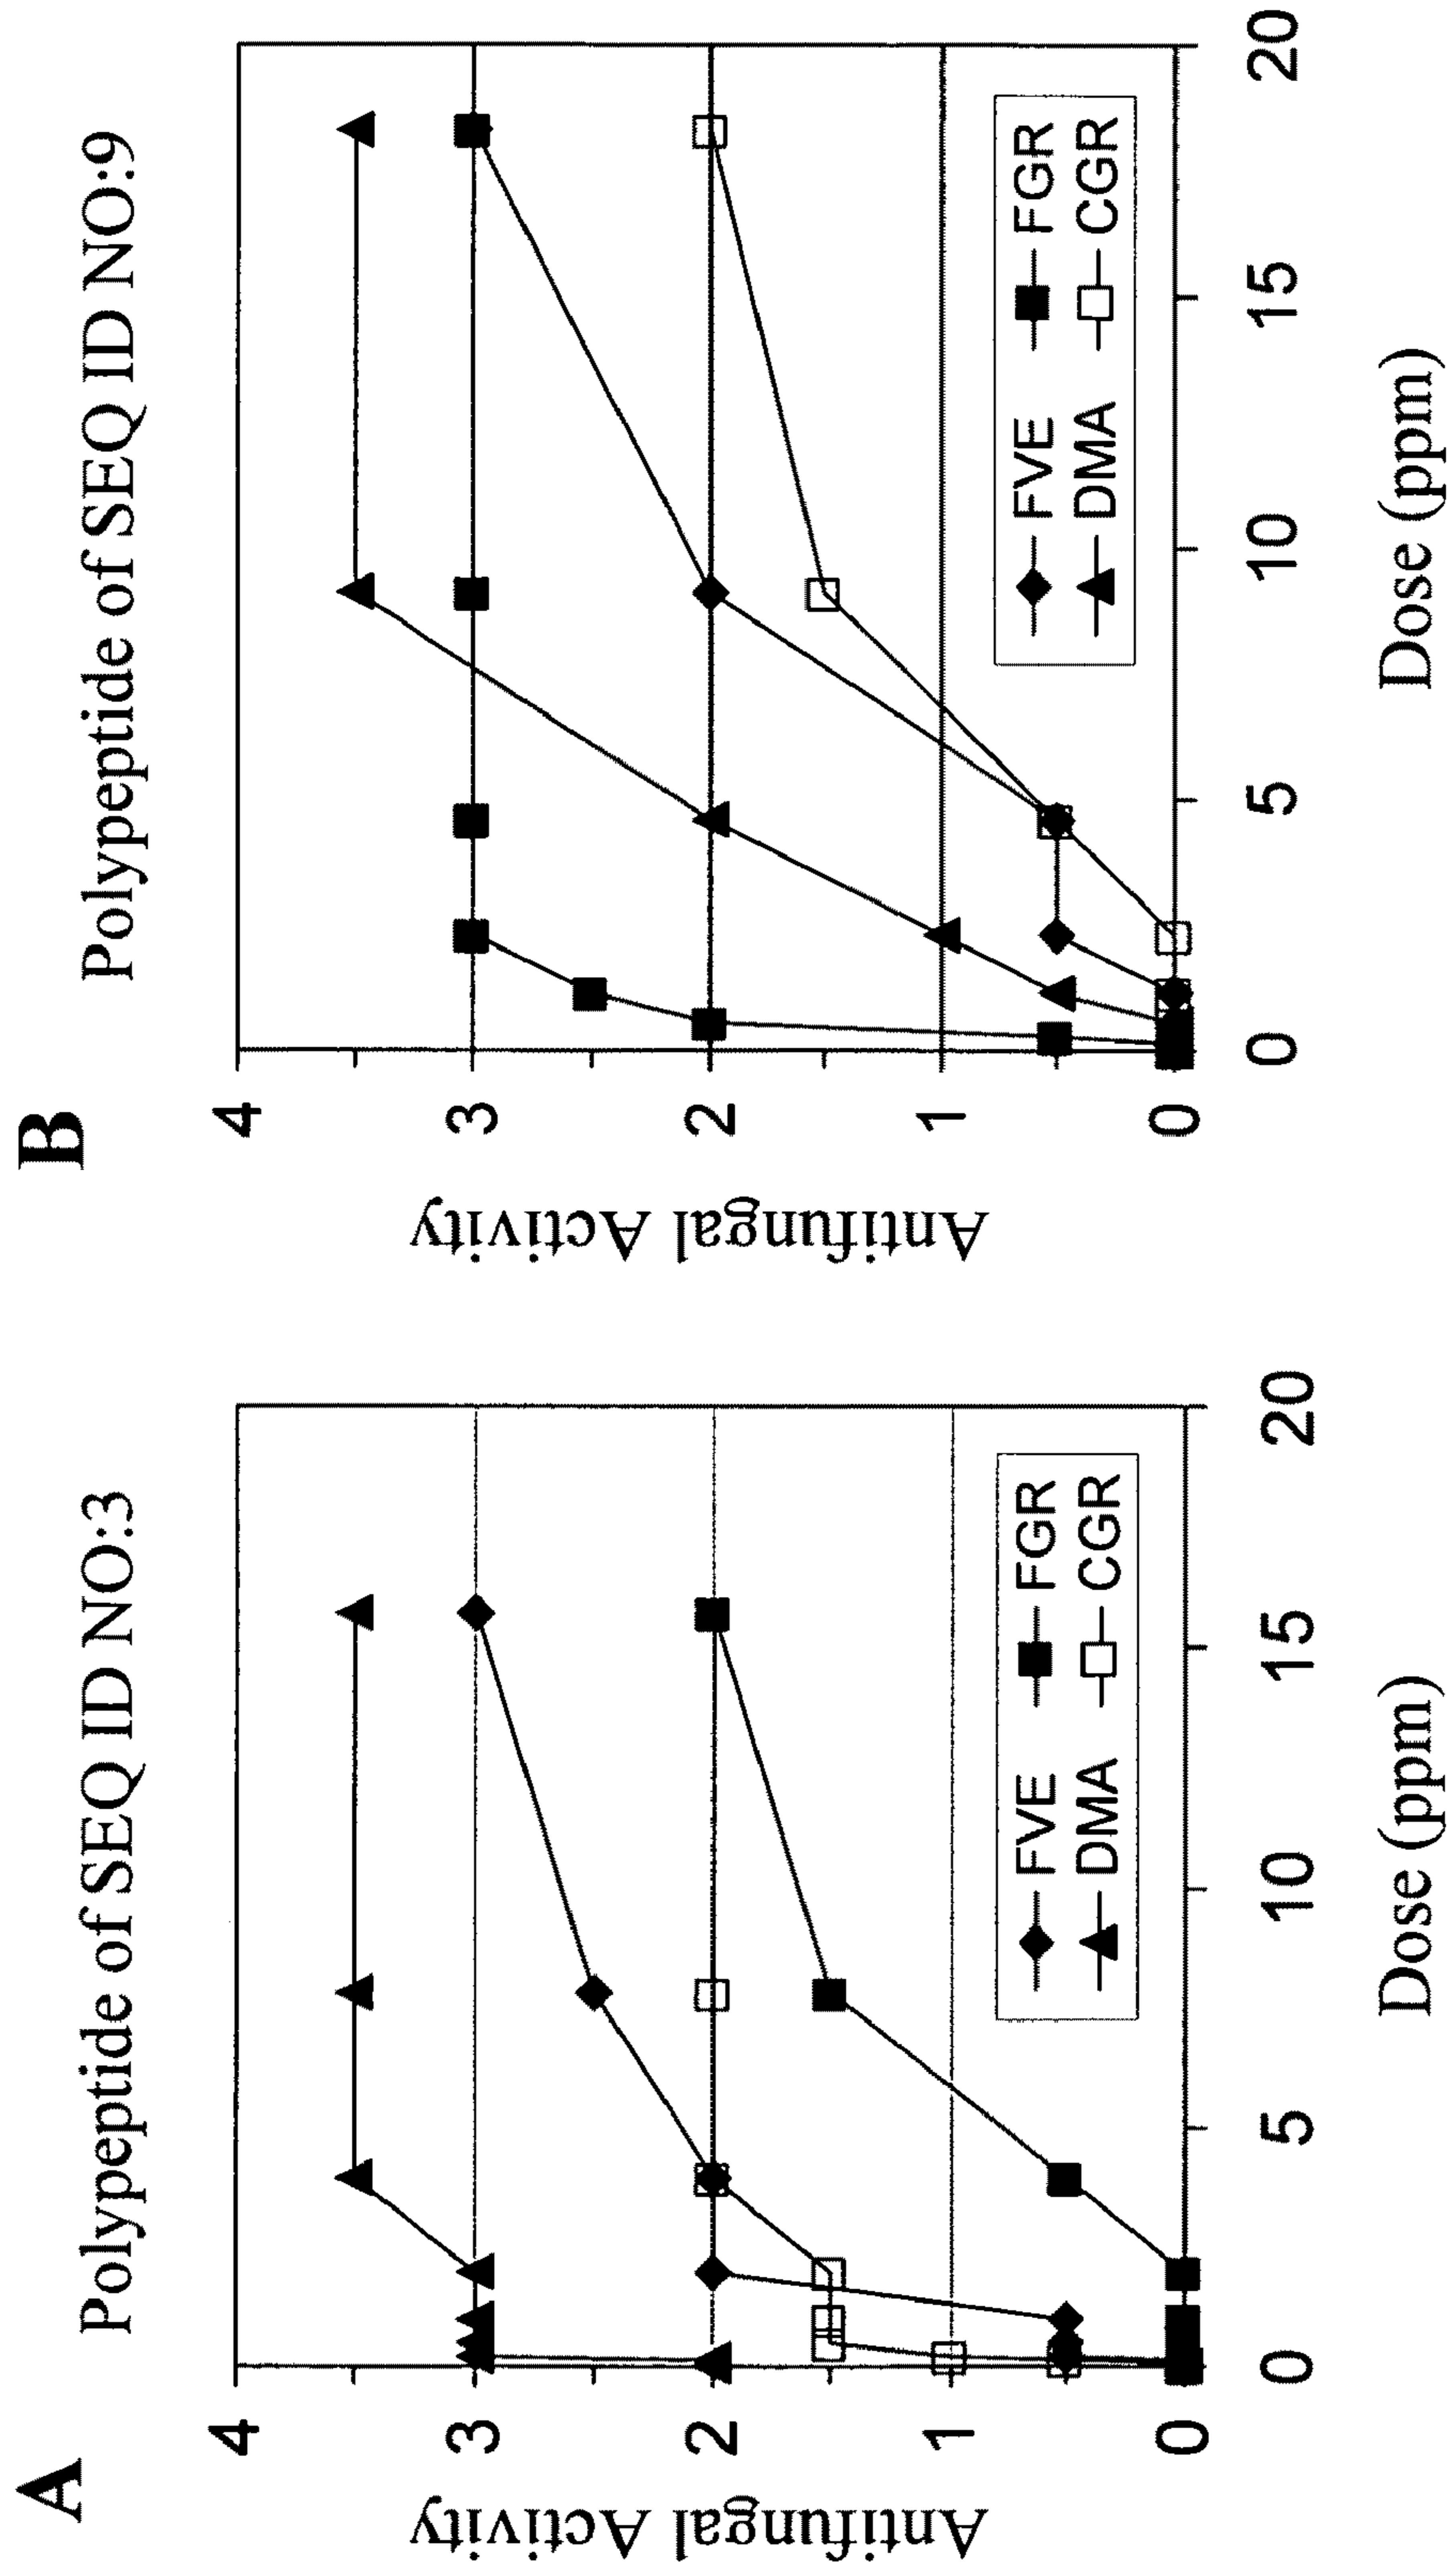 A
Polypeptide of SEQ ID NO:3
Antifungal Activity
4
3
2
1
0
FVE FGR
DMA CGR
0 5 10 15 20
Dose (ppm)
B
Polypeptide of SEQ ID NO:9
Antifungal Activity
4
3
2
1
0
FVE FGR
DMA CGR
0 5 10 15 20
Dose (ppm)